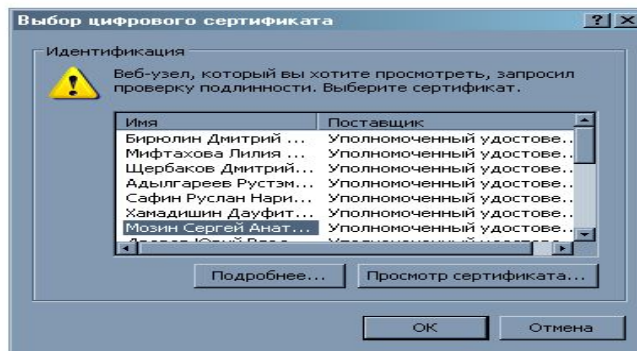 Выбор цифрового сертификата
Идентификация
Веб-узел, который вы хотите просмотреть, запросил
проверку подлинности. Выберите сертификат.
Имя Поставщик
Бирюлин Дмитрий ... Уполномоченный удостове...
Мифтахова Лилия ... Уполномоченный удостове...
Щербаков Дмитрий... Уполномоченный удостове...
Адылгареев Рустэм... Уполномоченный удостове...
Сафин Руслан Нари... Уполномоченный удостове...
Хамадишин Дауфит... Уполномоченный удостове...
Мозин Сергей Анат... Уполномоченный удостове...
Подробнее... Просмотр сертификата...
OK Отмена